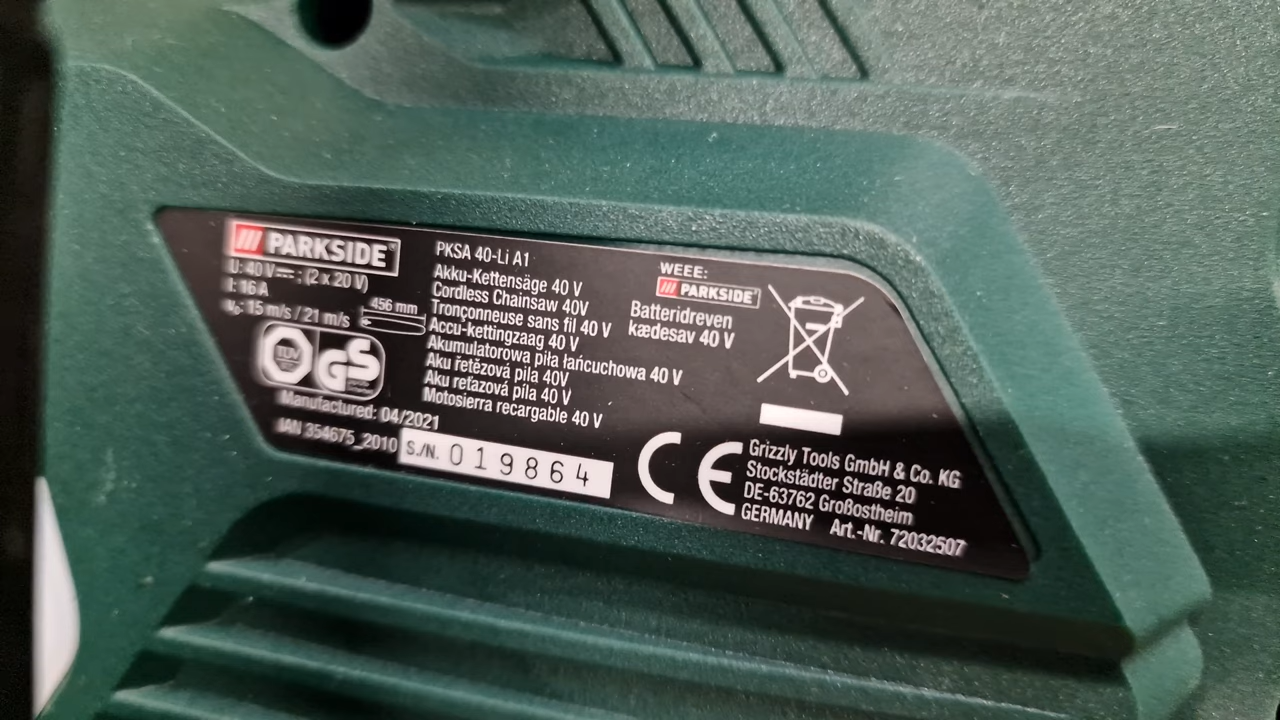 PARKSIDE
U: 40 V ; (2 x 20 V)
I: 16 A
v₀: 15 m/s / 21 m/s
456 mm
TÜV
GS
Manufactured: 04/2021
IAN 354675_2010
S./N. 019864
PKSA 40-Li A1
Akku-Kettensäge 40 V
Cordless Chainsaw 40V
Tronçonneuse sans fil 40 V
Accu-kettingzaag 40 V
Akumulatorowa piła łańcuchowa 40 V
Aku řetězová pila 40V
Aku reťazová píla 40 V
Motosierra recargable 40 V
WEEE:
PARKSIDE
Batteridreven
kædesav 40 V
CE
Grizzly Tools GmbH & Co. KG
Stockstädter Straße 20
DE-63762 Großostheim
GERMANY Art.-Nr. 72032507